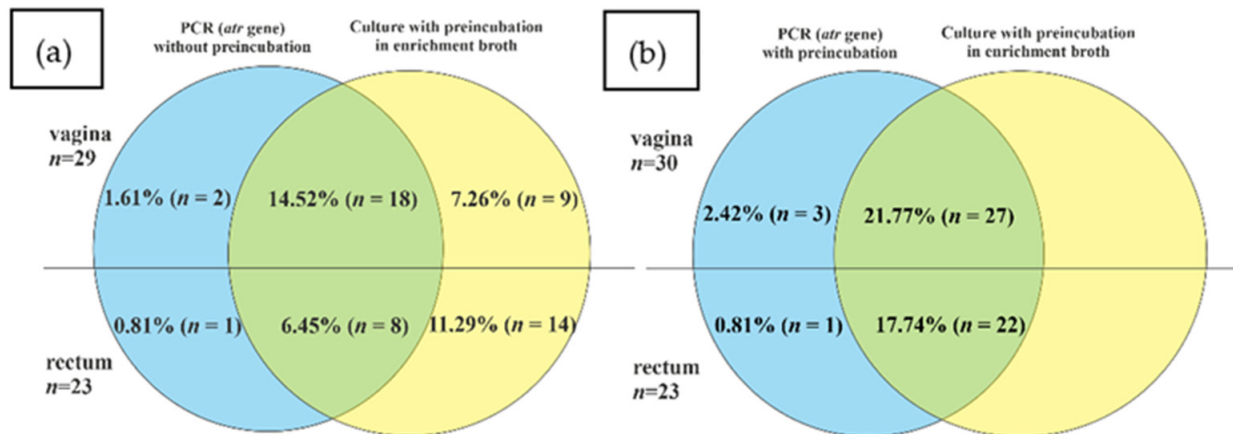 (a)
PCR (atr gene)
without preincubation
Culture with preincubation
in enrichment broth
vagina
n=29
1.61% (n = 2)
14.52% (n = 18)
7.26% (n = 9)
0.81% (n = 1)
6.45% (n = 8)
11.29% (n = 14)
rectum
n=23
(b)
PCR (atr gene)
with preincubation
Culture with preincubation
in enrichment broth
vagina
n=30
2.42% (n = 3)
21.77% (n = 27)
0.81% (n = 1)
17.74% (n = 22)
rectum
n=23